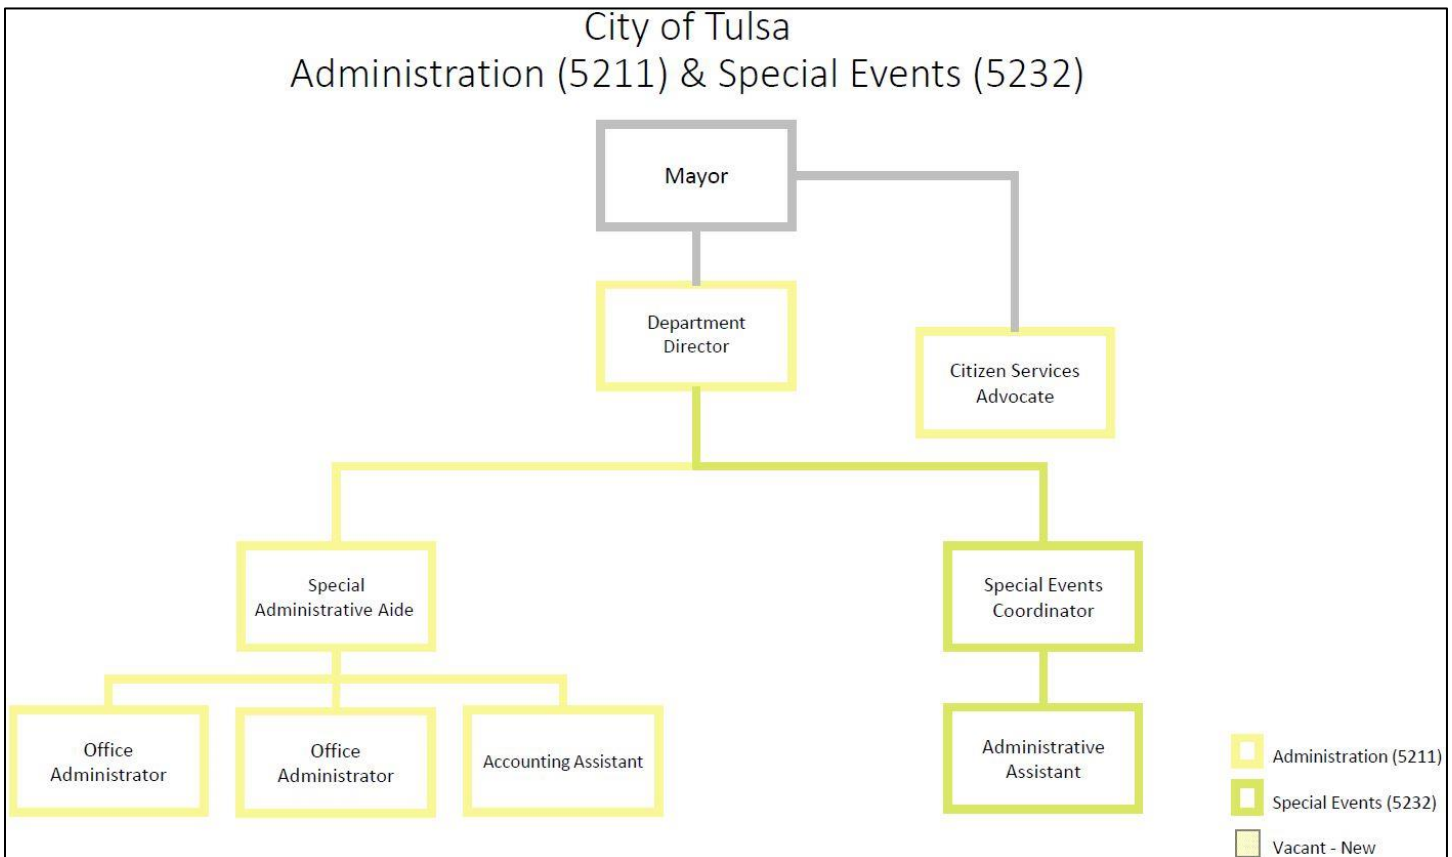 City of Tulsa
Administration (5211) & Special Events (5232)
Mayor
Department
Director
Citizen Services
Advocate
Special
Administrative Aide
Special Events
Coordinator
Office
Administrator
Office
Administrator
Accounting Assistant
Administrative
Assistant
Administration (5211)
Special Events (5232)
Vacant - New